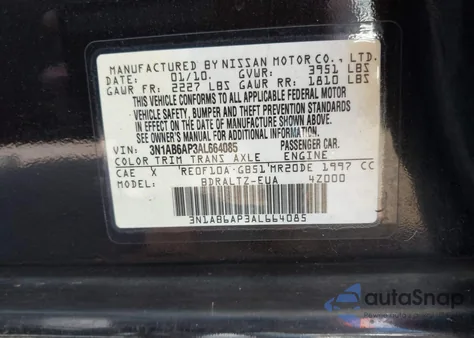 MANUFACTURED BY NISSAN MOTOR CO., LTD.
DATE: 01/10. GVWR: 3951 LBS
GAWR FR: 2227 LBS GAWR RR: 1810 LBS
THIS VEHICLE CONFORMS TO ALL APPLICABLE FEDERAL MOTOR
VEHICLE SAFETY, BUMPER AND THEFT PREVENTION STANDARDS
IN EFFECT ON THE DATE OF MANUFACTURE SHOWN ABOVE.
SEE OWNER'S MANUAL FOR MORE INFORMATION.
VIN: 3N1AB6AP3AL664085 PASSENGER CAR.
COLOR TRIM TRANS AXLE ENGINE
CAE X 'RE0F10A-GB51'MR20DE 1997 CC
MODEL: BDRALTZ-EUA 4Z000
3N1AB6AP3AL664085
autoSnap